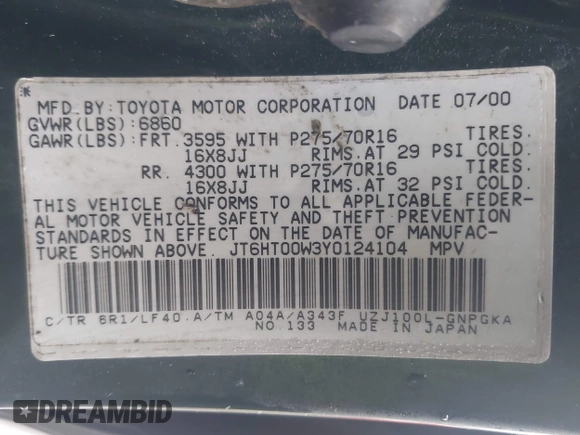 MFD. BY: TOYOTA MOTOR CORPORATION DATE 07/00
GVWR(LBS):6860
GAWR(LBS):FRT. 3595 WITH P275/70R16 TIRES.
16X8JJ RIMS.AT 29 PSI COLD.
RR. 4300 WITH P275/70R16 TIRES.
16X8JJ RIMS.AT 32 PSI COLD.
THIS VEHICLE CONFORMS TO ALL APPLICABLE FEDER-
AL MOTOR VEHICLE SAFETY AND THEFT PREVENTION
STANDARDS IN EFFECT ON THE DATE OF MANUFAC-
TURE SHOWN ABOVE. JT6HT00W3Y0124104 MPV
C/TR 6R1/LF40 A/TM A04A/A343F UZJ100L-GNPGKA
NO.133 MADE IN JAPAN
DREAMBID